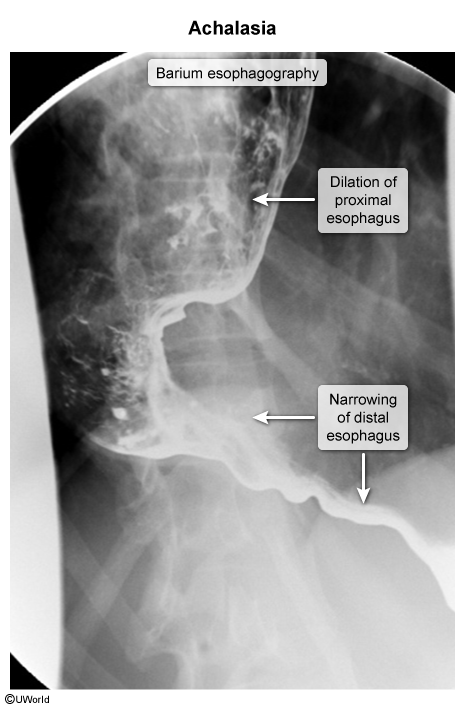 Achalasia
Barium esophagography
Dilation of
proximal
esophagus
Narrowing
of distal
esophagus
©UWorld